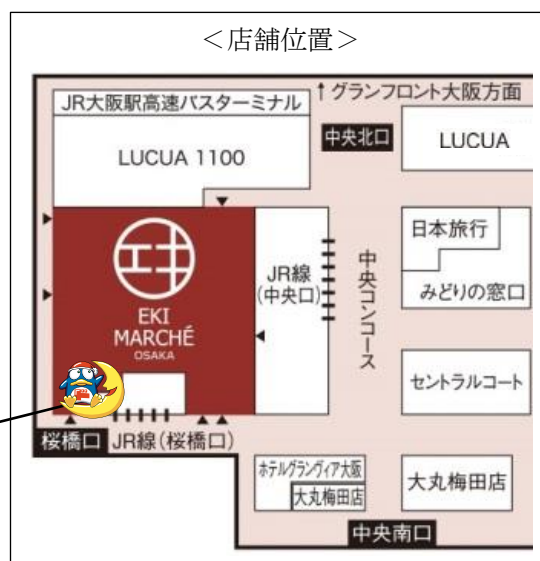 ＜店舗位置＞
JR大阪駅高速バスターミナル
↑グランフロント大阪方面
LUCUA 1100
中央北口
LUCUA
エキ
EKI
MARCHÉ
OSAKA
JR線
(中央口)
中央コンコース
日本旅行
みどりの窓口
セントラルコート
桜橋口
JR線(桜橋口)
ホテルグランヴィア大阪
大丸梅田店
大丸梅田店
中央南口